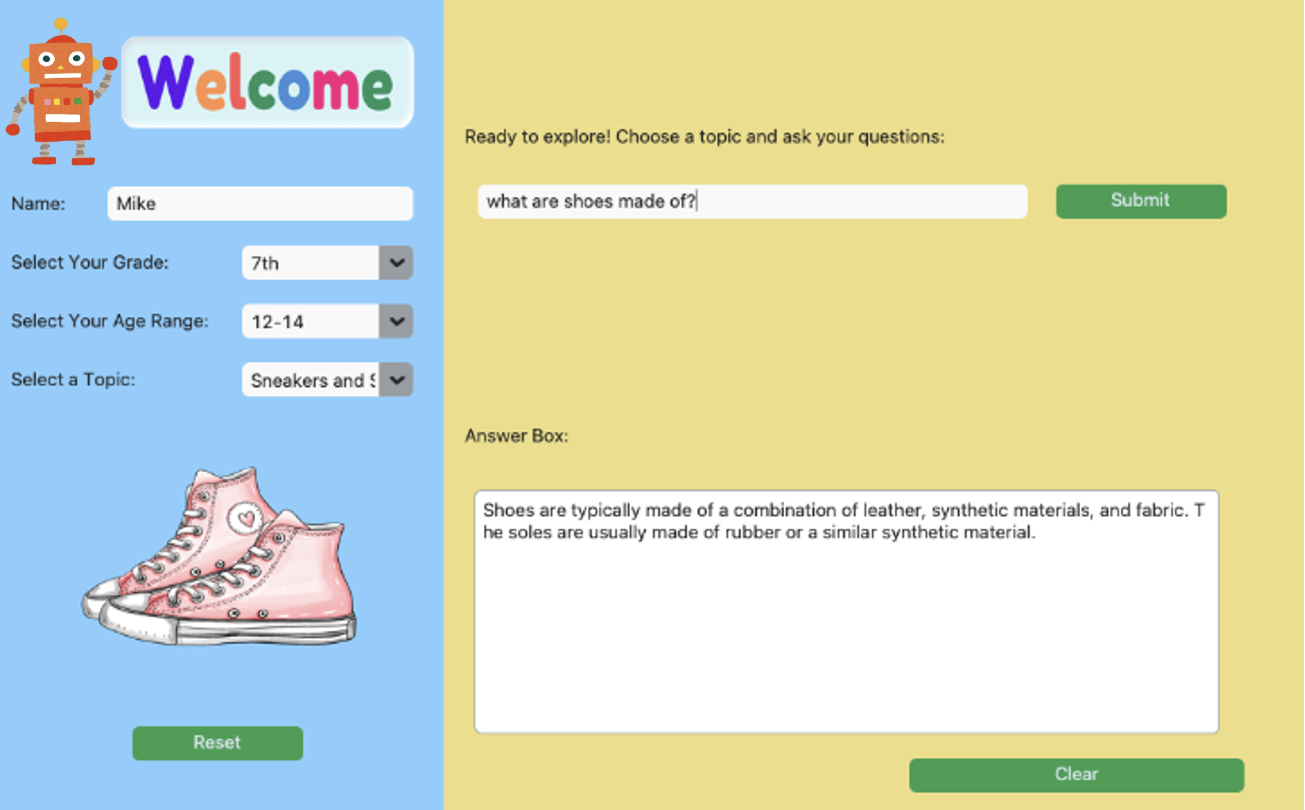 Welcome
Name:
Mike
Select Your Grade:
7th
Select Your Age Range:
12-14
Select a Topic:
Sneakers and S
Reset
Ready to explore! Choose a topic and ask your questions:
what are shoes made of?
Submit
Answer Box:
Shoes are typically made of a combination of leather, synthetic materials, and fabric. T
he soles are usually made of rubber or a similar synthetic material.
Clear